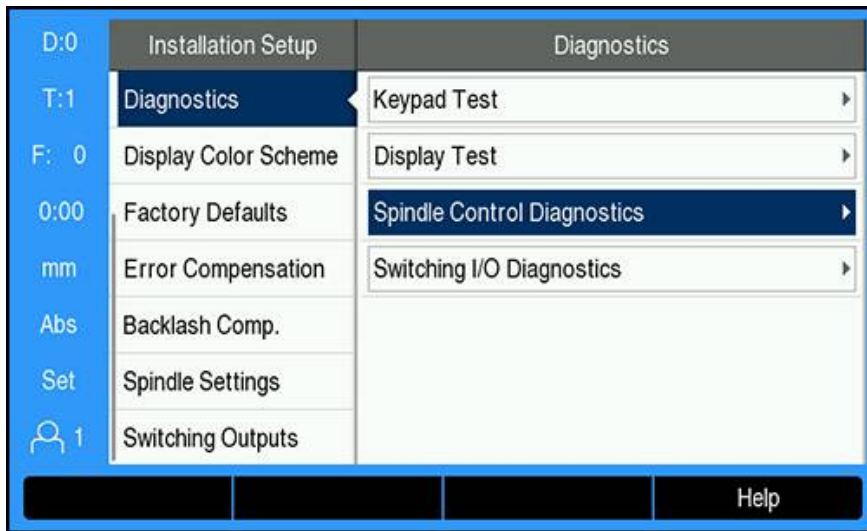 D:0
T:1
F: 0
0:00
mm
Abs
Set
1
Installation Setup
Diagnostics
Display Color Scheme
Factory Defaults
Error Compensation
Backlash Comp.
Spindle Settings
Switching Outputs
Diagnostics
Keypad Test
Display Test
Spindle Control Diagnostics
Switching I/O Diagnostics
Help